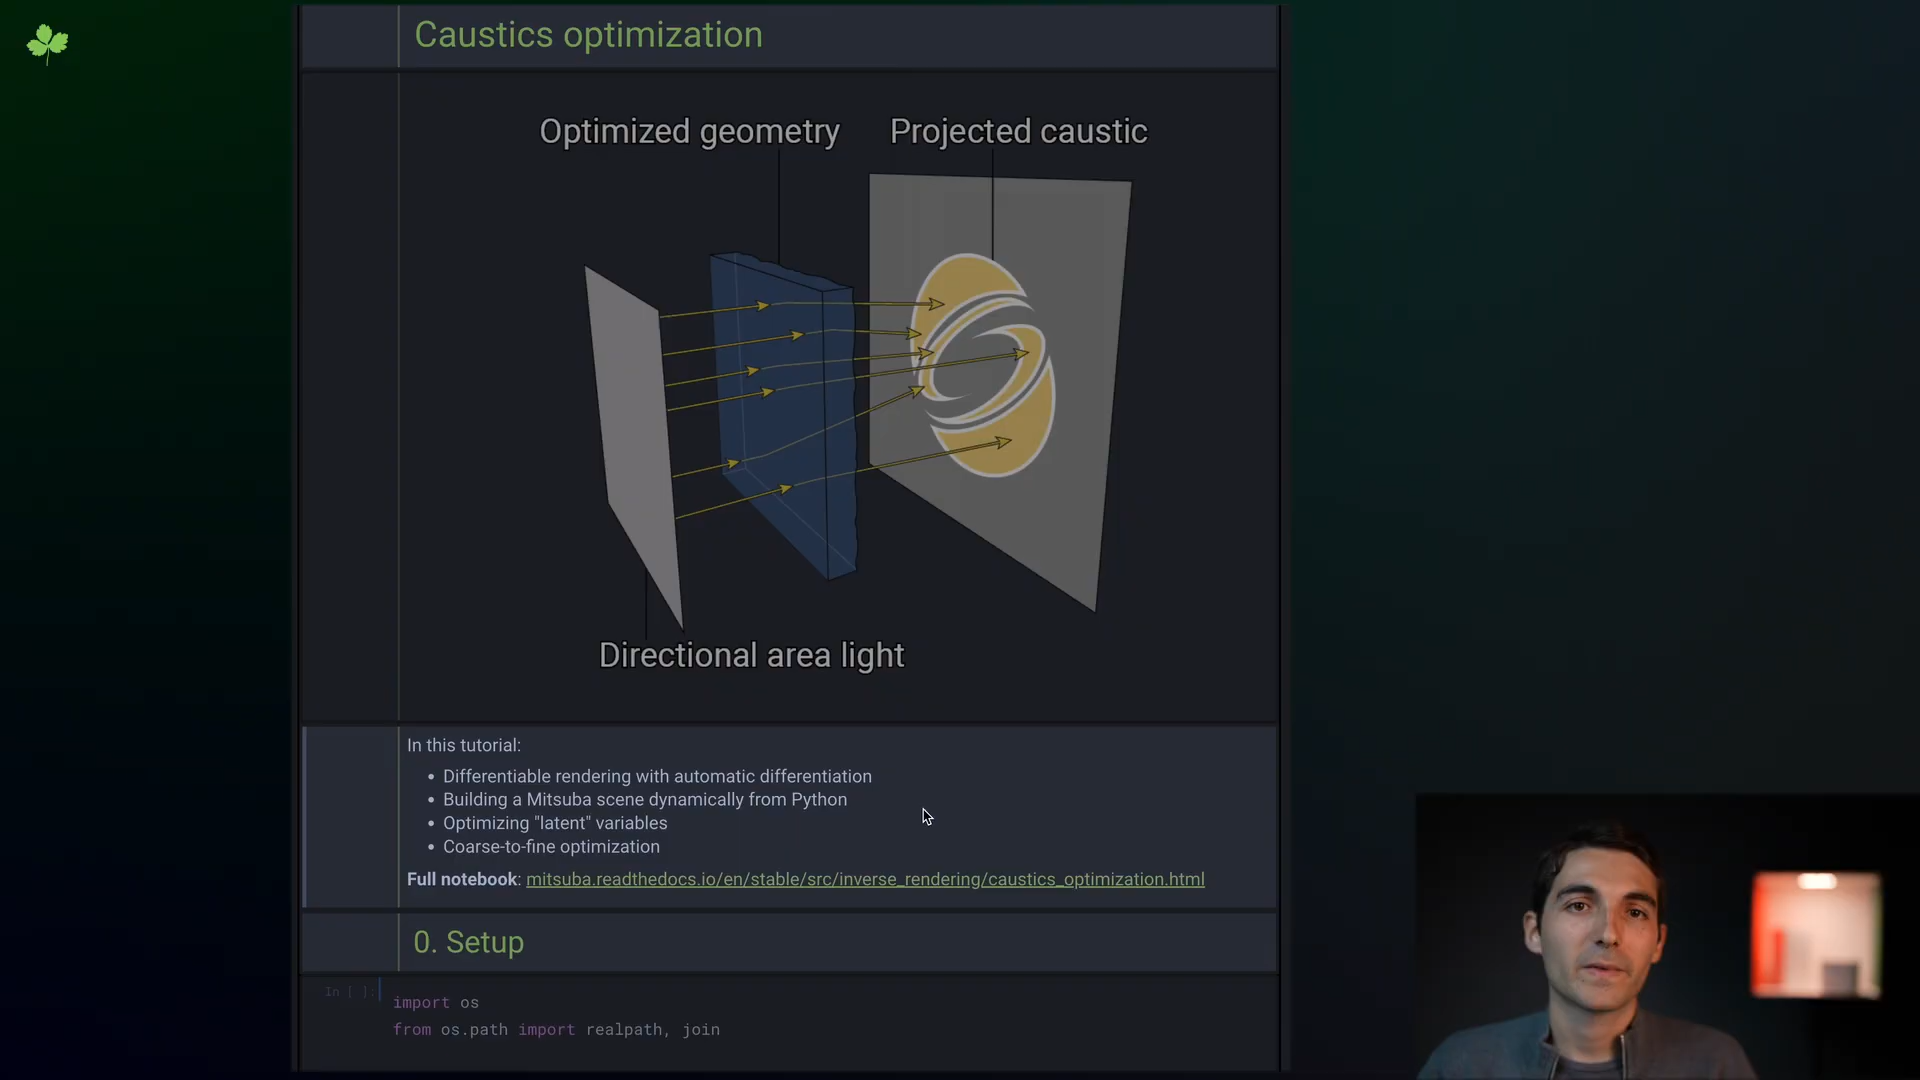 Caustics optimization
Optimized geometry
Projected caustic
Directional area light
In this tutorial:
• Differentiable rendering with automatic differentiation
• Building a Mitsuba scene dynamically from Python
• Optimizing "latent" variables
• Coarse-to-fine optimization
Full notebook: mitsuba.readthedocs.io/en/stable/src/inverse_rendering/caustics_optimization.html
0. Setup
In [ ]:
import os
from os.path import realpath, join